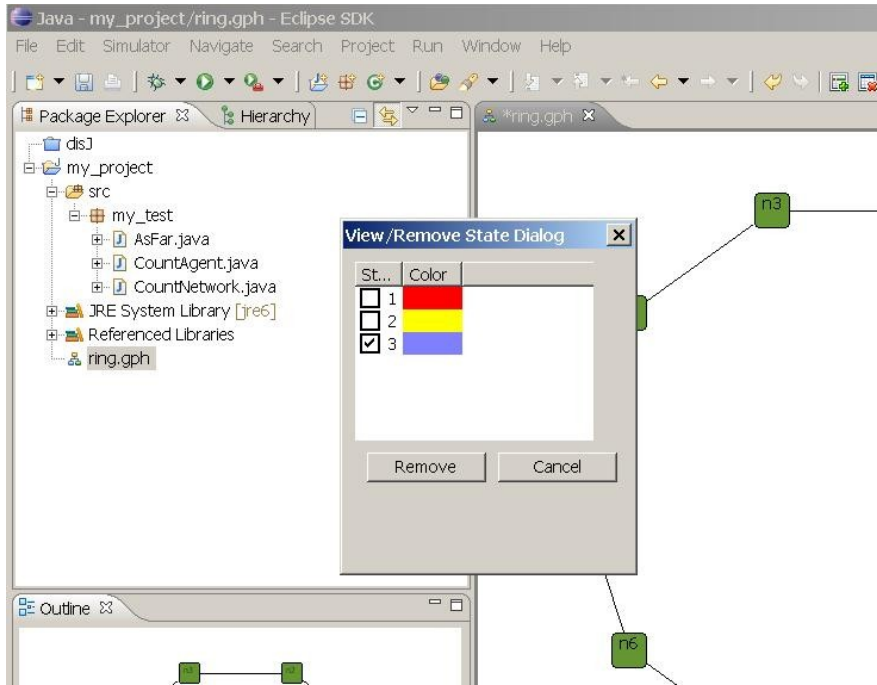 Java - my_project/ring.gph - Eclipse SDK
File Edit Simulator Navigate Search Project Run Window Help
Package Explorer Hierarchy
*ring.gph
disJ
my_project
src
my_test
AsFar.java
CountAgent.java
CountNetwork.java
JRE System Library [jre6]
Referenced Libraries
ring.gph
View/Remove State Dialog
St... Color
1
2
3
Remove Cancel
n3
n6
Outline